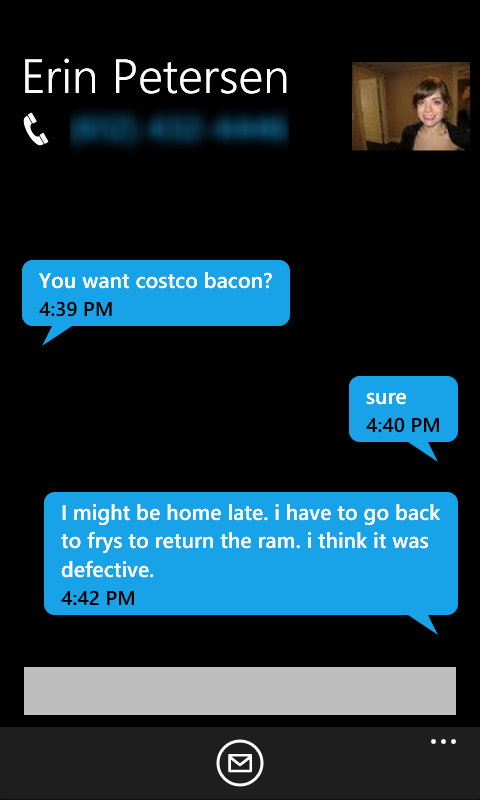 Erin Petersen
You want costco bacon?
4:39 PM
sure
4:40 PM
I might be home late. i have to go back
to frys to return the ram. i think it was
defective.
4:42 PM